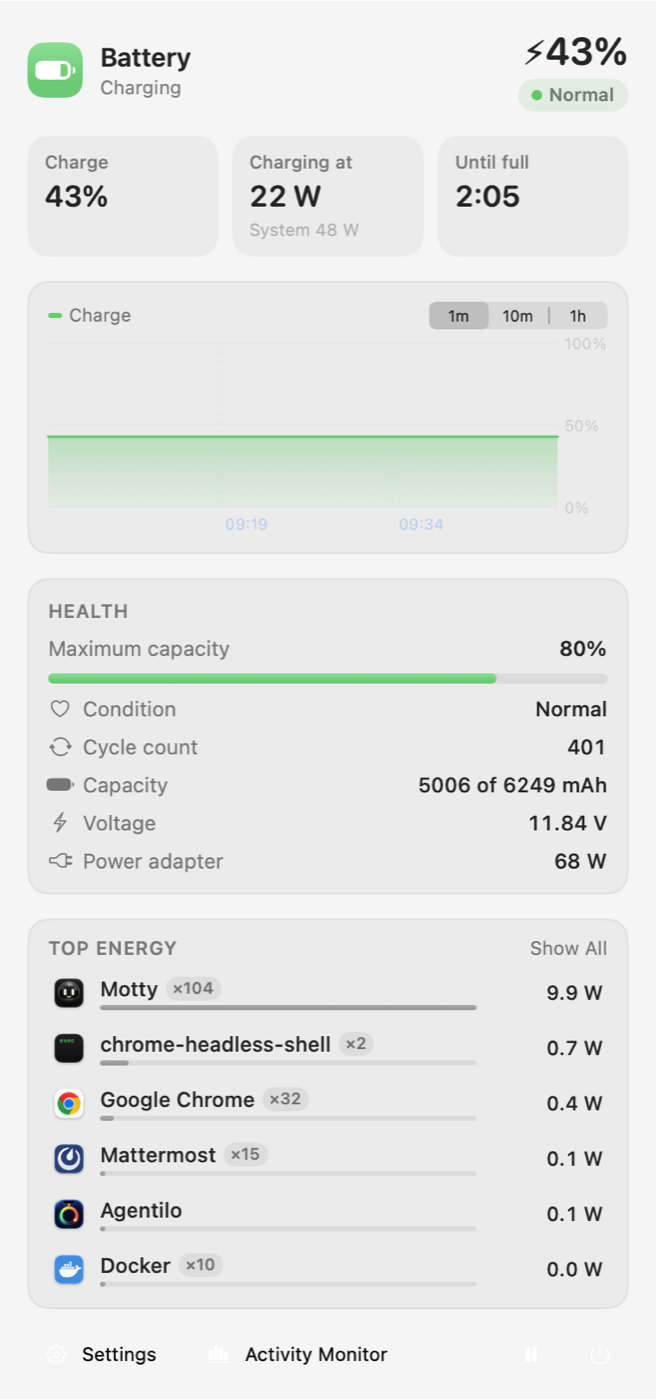 Battery
Charging
⚡43%
Normal
Charge
43%
Charging at
22 W
System 48 W
Until full
2:05
Charge
1m 10m 1h
100%
50%
0%
09:19 09:34
HEALTH
Maximum capacity 80%
Condition Normal
Cycle count 401
Capacity 5006 of 6249 mAh
Voltage 11.84 V
Power adapter 68 W
TOP ENERGY Show All
Motty ×104 9.9 W
exec
chrome-headless-shell ×2 0.7 W
Google Chrome ×32 0.4 W
Mattermost ×15 0.1 W
Agentilo 0.1 W
Docker ×10 0.0 W
Settings Activity Monitor